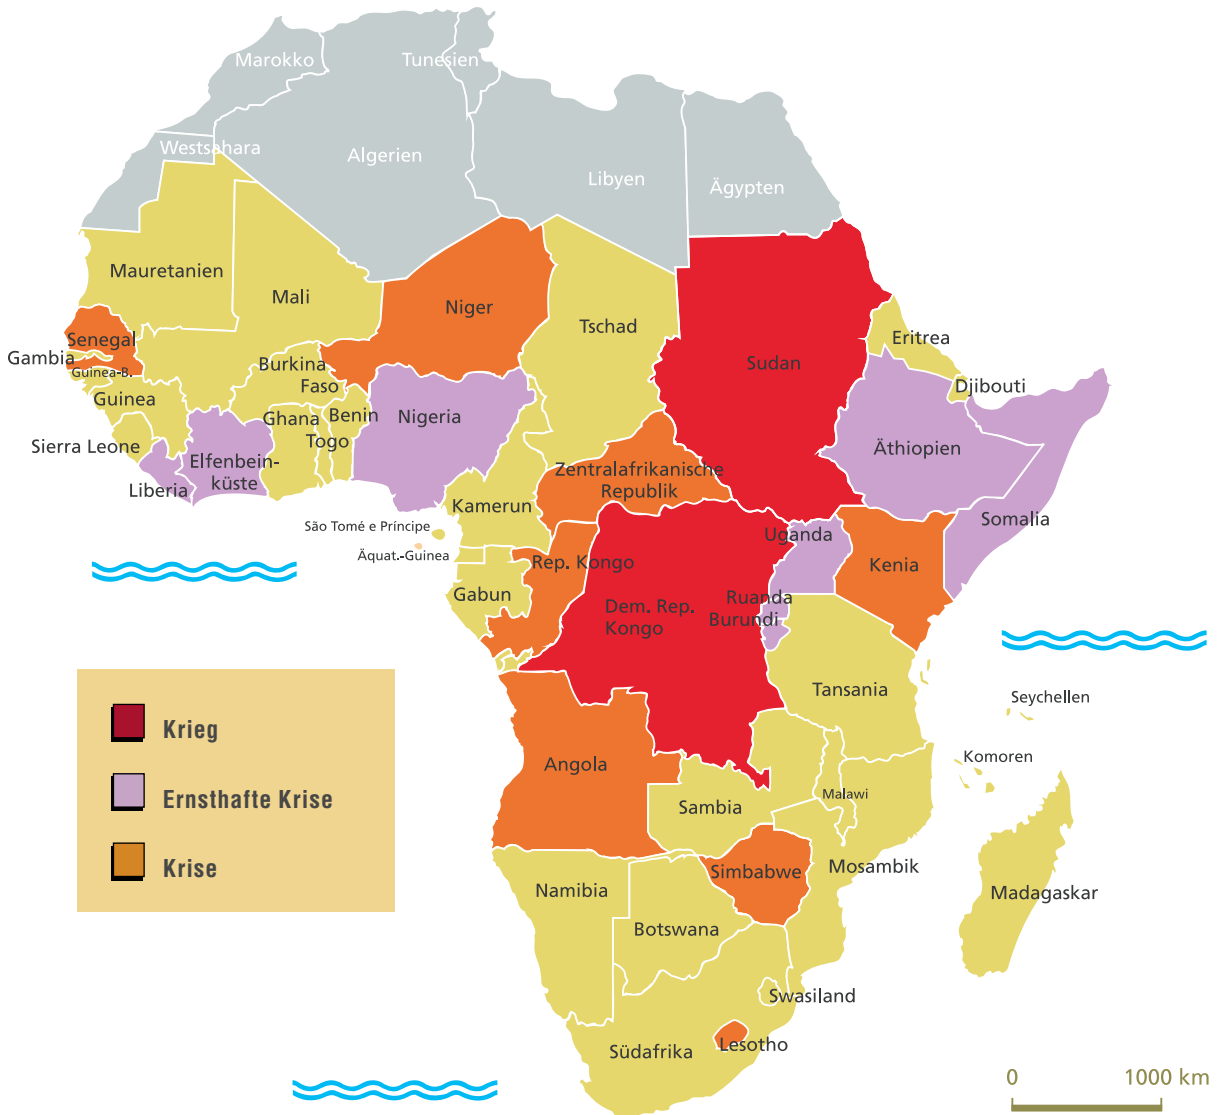 Marokko
Tunesien
Westsahara
Algerien
Libyen
Ägypten
Mauretanien
Mali
Niger
Tschad
Sudan
Eritrea
Senegal
Gambia
Guinea-B.
Guinea
Burkina
Faso
Djibouti
Ghana
Benin
Togo
Nigeria
Sierra Leone
Elfenbein-
küste
Liberia
Äthiopien
Zentralafrikanische
Republik
Kamerun
Somalia
São Tomé e Príncipe
Äquat.-Guinea
Uganda
Rep. Kongo
Kenia
Gabun
Ruanda
Burundi
Dem. Rep.
Kongo
Tansania
Seychellen
Krieg
Ernsthafte Krise
Krise
Komoren
Angola
Malawi
Sambia
Simbabwe
Mosambik
Namibia
Madagaskar
Botswana
Swasiland
Südafrika
Lesotho
0 1000 km